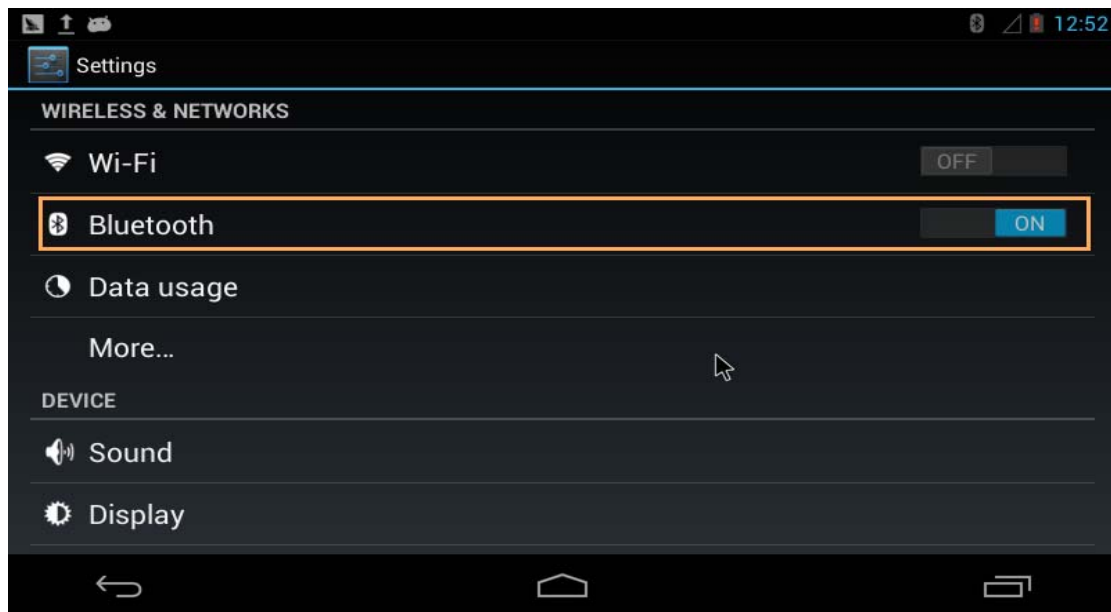 12:52
Settings
WIRELESS & NETWORKS
Wi-Fi
OFF
Bluetooth
ON
Data usage
More...
DEVICE
Sound
Display